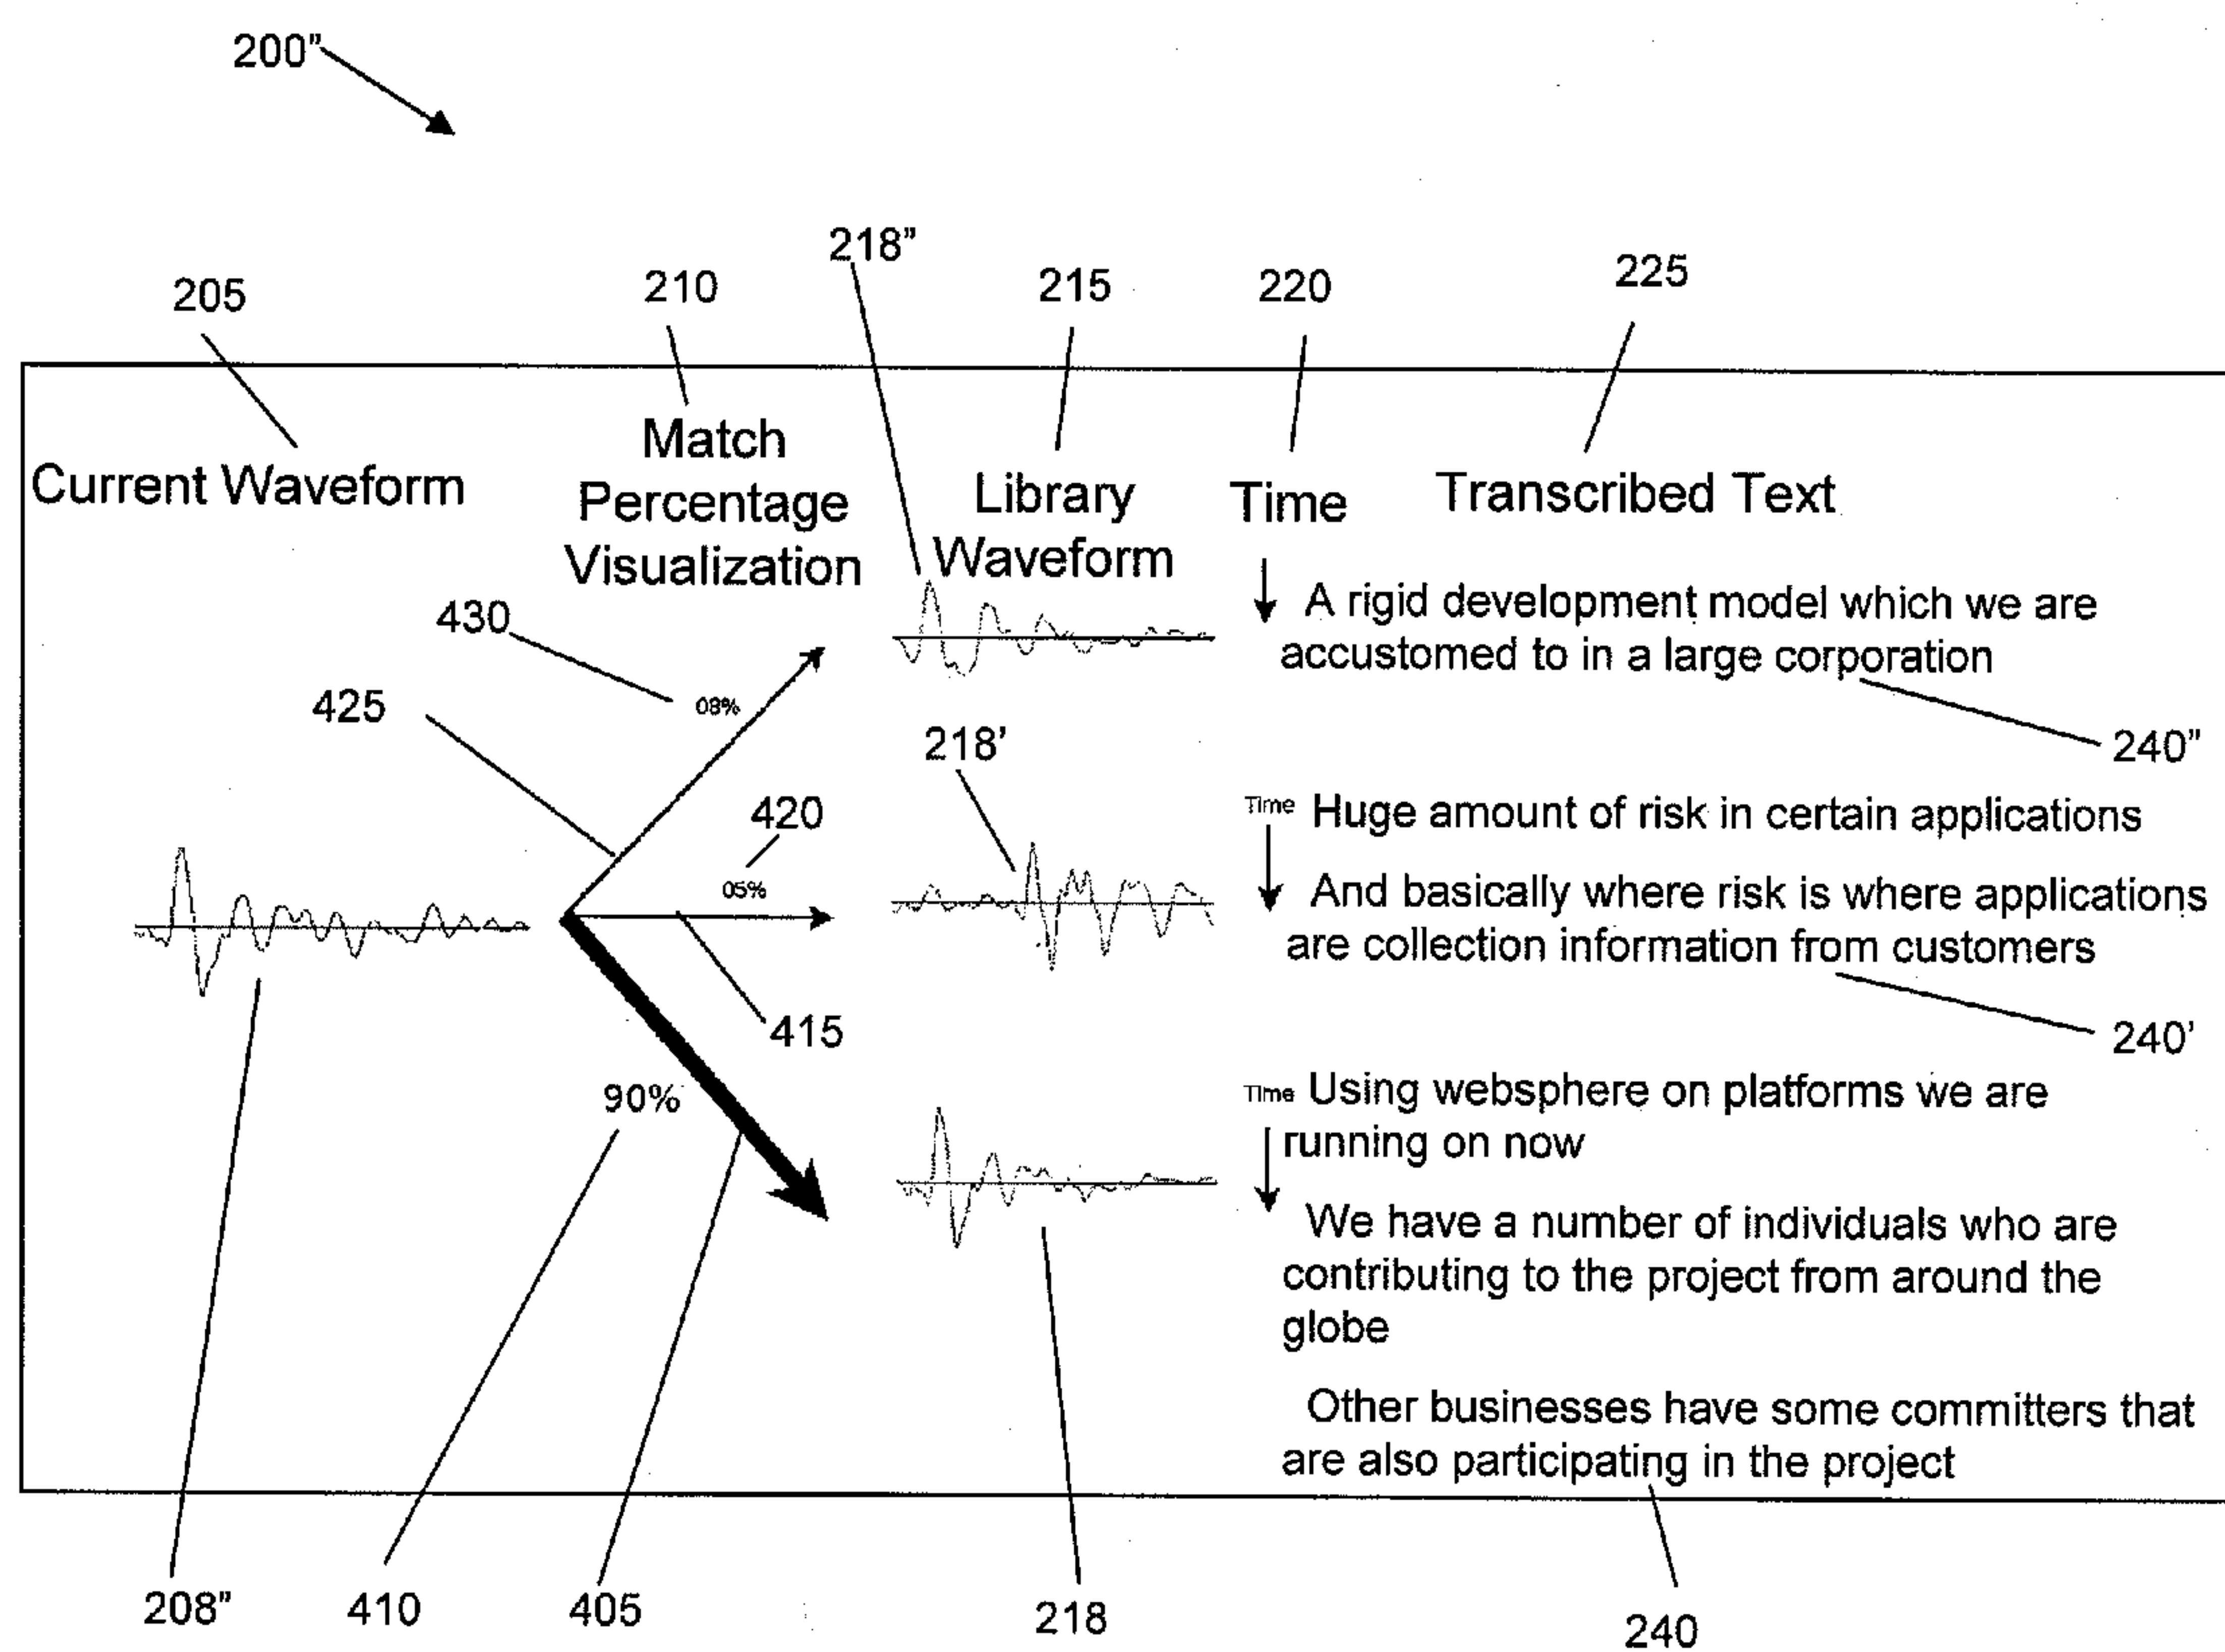 200”
218”
205
210
215
220
225
Current Waveform
Match
Percentage
Visualization
Library
Waveform
Time
Transcribed Text
430
08%
425
A rigid development model which we are
accustomed to in a large corporation
240”
218’
420
05%
415
Time Huge amount of risk in certain applications
And basically where risk is where applications
are collection information from customers
240’
90%
Time Using websphere on platforms we are
running on now
We have a number of individuals who are
contributing to the project from around the
globe
Other businesses have some committers that
are also participating in the project
208”
410
405
218
240